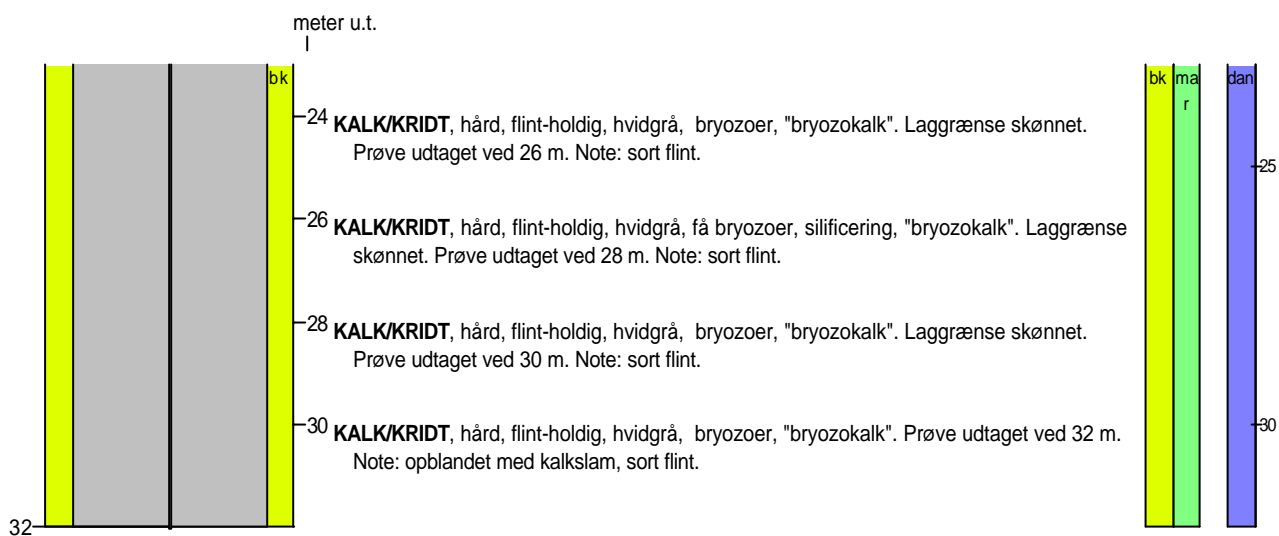 meter u.t.
bk
bk
ma
r
dan
24 KALK/KRIDT, hård, flint-holdig, hvidgrå, bryozoer, "bryozokalk". Laggrænse skønnet.
Prøve udtaget ved 26 m. Note: sort flint.
25
26 KALK/KRIDT, hård, flint-holdig, hvidgrå, få bryozoer, silificering, "bryozokalk". Laggrænse
skønnet. Prøve udtaget ved 28 m. Note: sort flint.
28 KALK/KRIDT, hård, flint-holdig, hvidgrå, bryozoer, "bryozokalk". Laggrænse skønnet.
Prøve udtaget ved 30 m. Note: sort flint.
30 KALK/KRIDT, hård, flint-holdig, hvidgrå, bryozoer, "bryozokalk". Prøve udtaget ved 32 m.
30
Note: opblandet med kalkslam, sort flint.
32